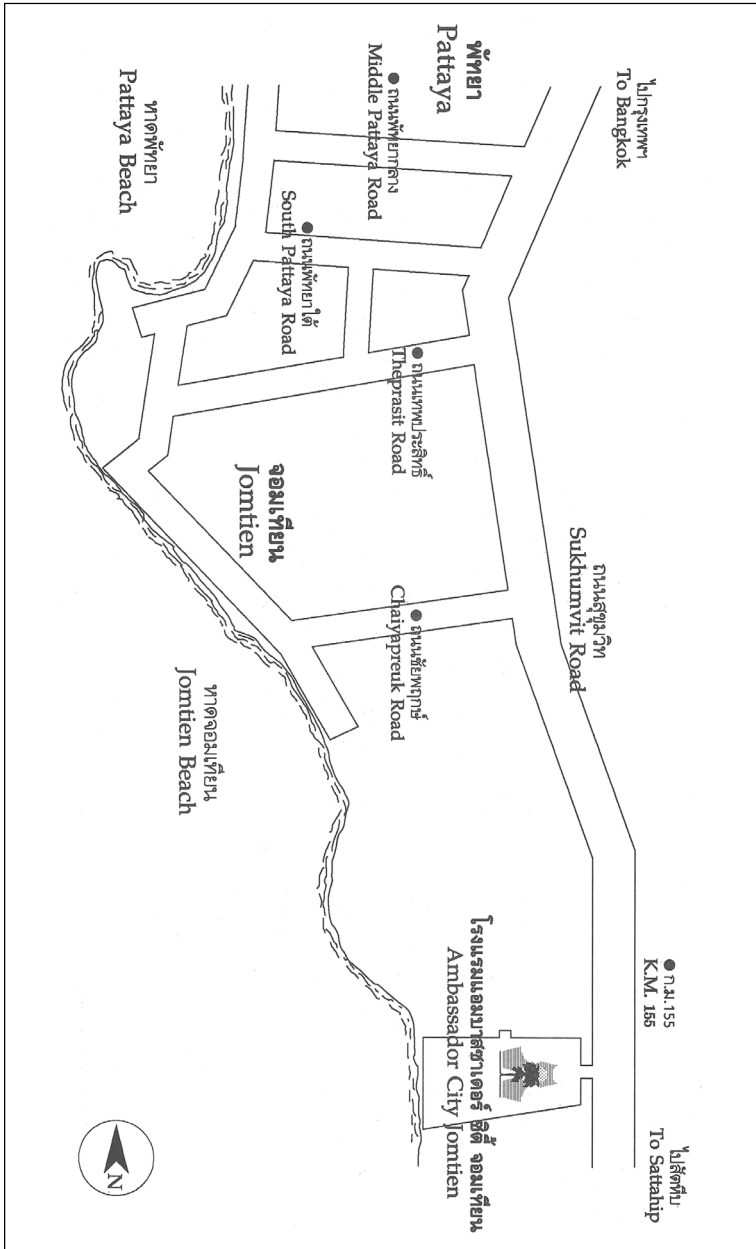 ไปกรุงเทพฯ
To Bangkok
พัทยา
Pattaya
ถนนพัทยากลาง
Middle Pattaya Road
หาดพัทยา
Pattaya Beach
ถนนพัทยาใต้
South Pattaya Road
ถนนเทพประสิทธิ์
Theprasit Road
จอมเทียน
Jomtien
ถนนสุขุมวิท
Sukhumvit Road
ถนนชัยพฤกษ์
Chaiyapreuk Road
หาดจอมเทียน
Jomtien Beach
ก.ม.155
K.M. 155
โรงแรมแอมบาสซาเดอร์ ซิตี้ จอมเทียน
Ambassador City Jomtien
ไปสัตหีบ
To Sattahip
N